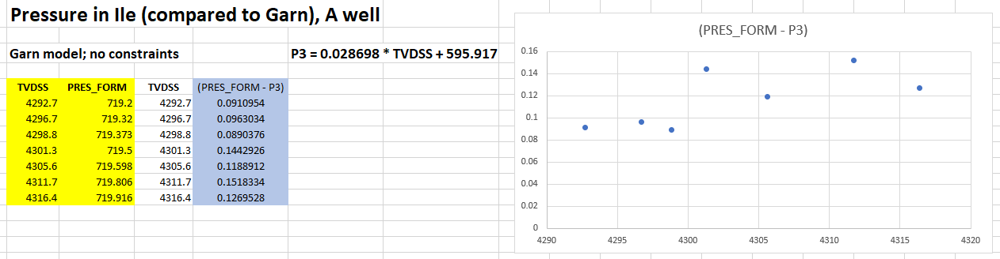 Pressure in Ile (compared to Garn), A well
Garn model; no constraints P3 = 0.028698 * TVDSS + 595.917
TVDSS PRES_FORM TVDSS (PRES_FORM - P3)
4292.7 719.2 4292.7 0.0910954
4296.7 719.32 4296.7 0.0963034
4298.8 719.373 4298.8 0.0890376
4301.3 719.5 4301.3 0.1442926
4305.6 719.598 4305.6 0.1188912
4311.7 719.806 4311.7 0.1518334
4316.4 719.916 4316.4 0.1269528
(PRES_FORM - P3)
0.16
0.14
0.12
0.1
0.08
0.06
0.04
0.02
0
4290 4295 4300 4305 4310 4315 4320